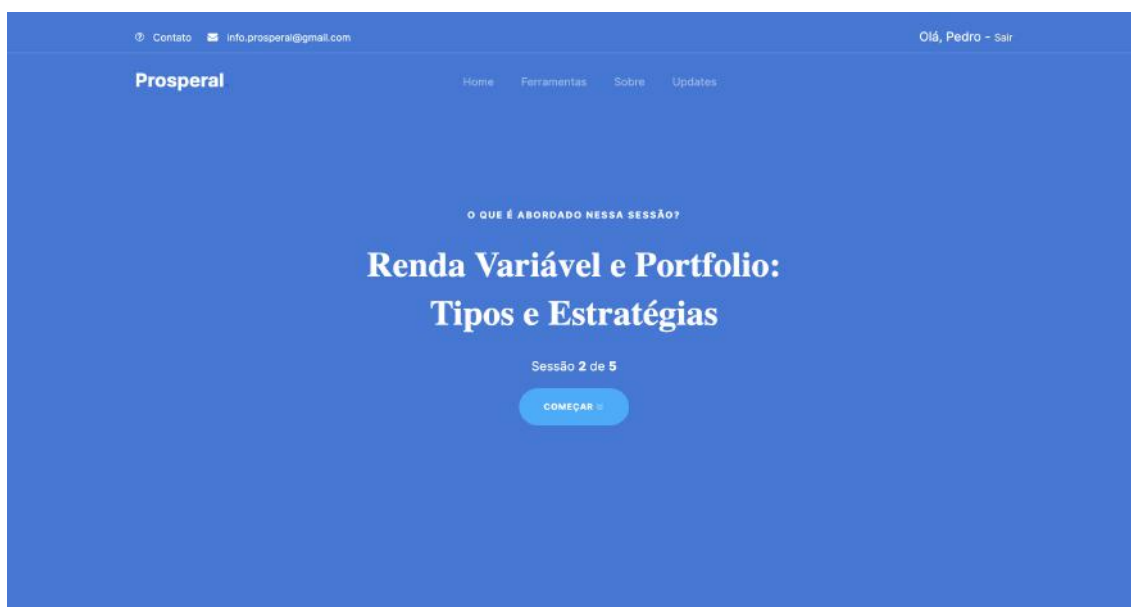 Contato info.prosperal@gmail.com Olá, Pedro - Sair
Prosperal Home Ferramentas Sobre Updates
O QUE É ABORDADO NESSA SESSÃO?
Renda Variável e Portfolio:
Tipos e Estratégias
Sessão 2 de 5
COMEÇAR